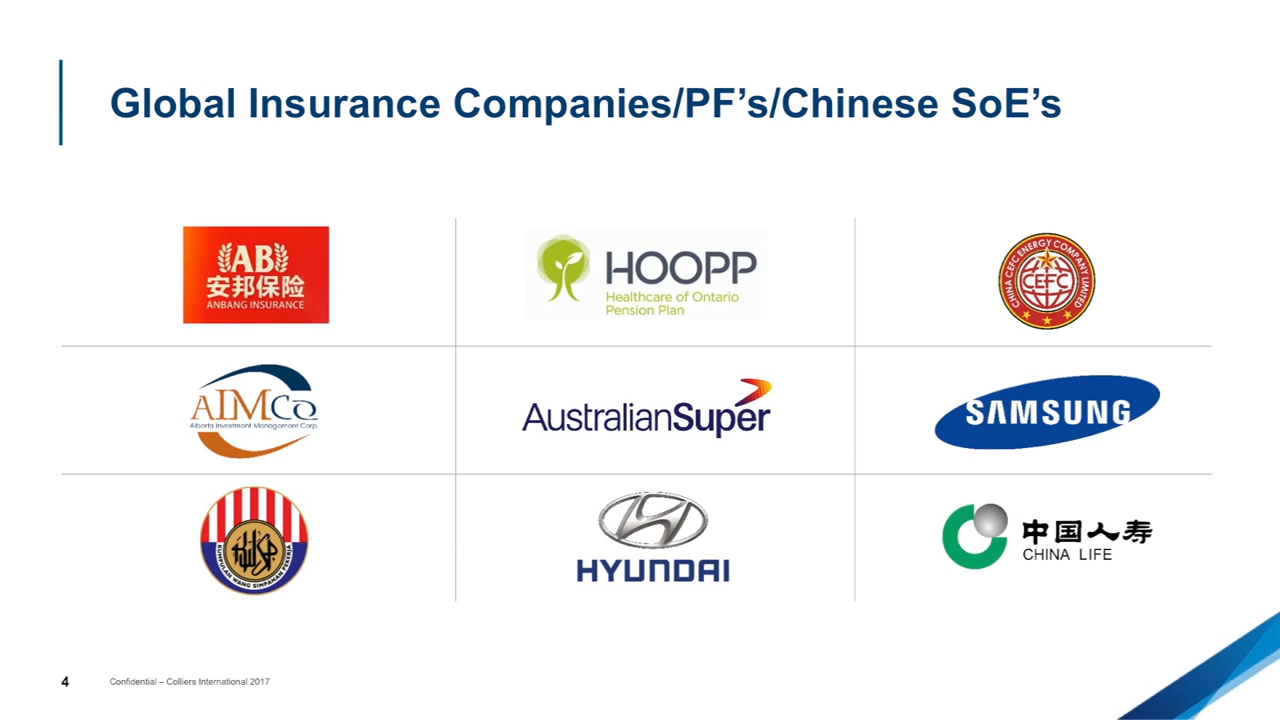 Global Insurance Companies/PF’s/Chinese SoE’s
AB
安邦保险
ANBANG INSURANCE
HOOPP
Healthcare of Ontario
Pension Plan
CHINA CEFC ENERGY COMPANY LIMITED
CEFC
AIMCo
Alberta Investment Management Corp.
AustralianSuper
SAMSUNG
KUMPULAN WANG SIMPANAN PEKERJA
HYUNDAI
中国人寿
CHINA LIFE
4
Confidential – Colliers International 2017